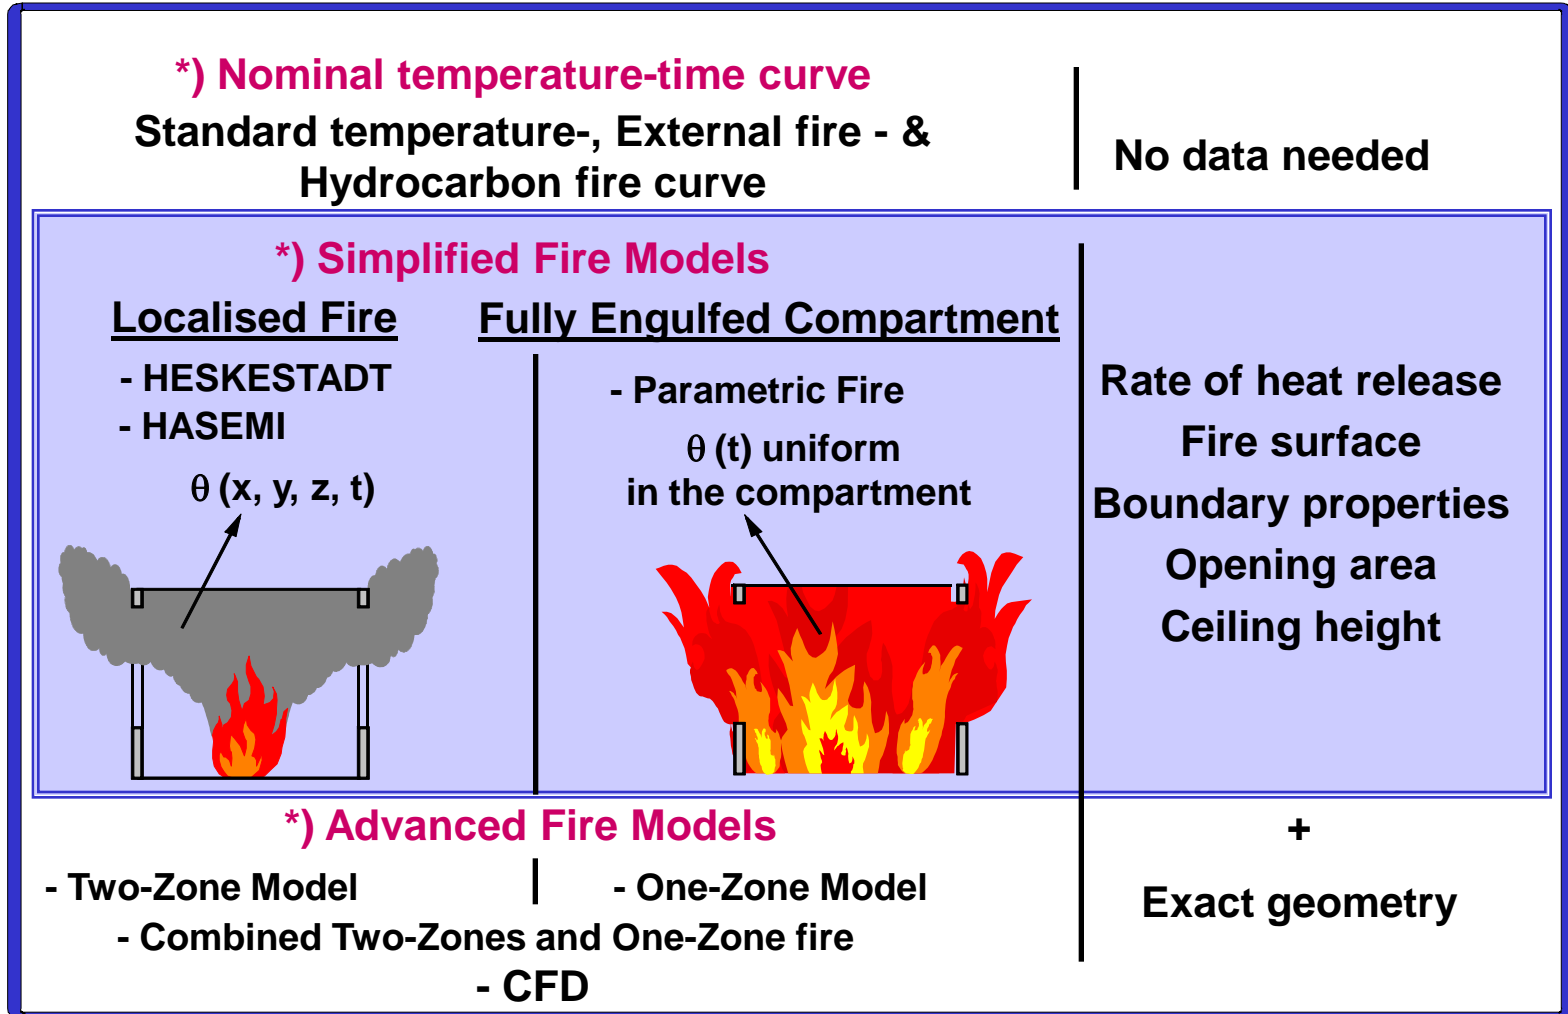 *) Nominal temperature-time curve
Standard temperature-, External fire - &
Hydrocarbon fire curve
No data needed
*) Simplified Fire Models
Localised Fire
- HESKESTADT
- HASEMI
θ (x, y, z, t)
Fully Engulfed Compartment
- Parametric Fire
θ (t) uniform
in the compartment
Rate of heat release
Fire surface
Boundary properties
Opening area
Ceiling height
*) Advanced Fire Models
- Two-Zone Model
- One-Zone Model
- Combined Two-Zones and One-Zone fire
- CFD
+
Exact geometry